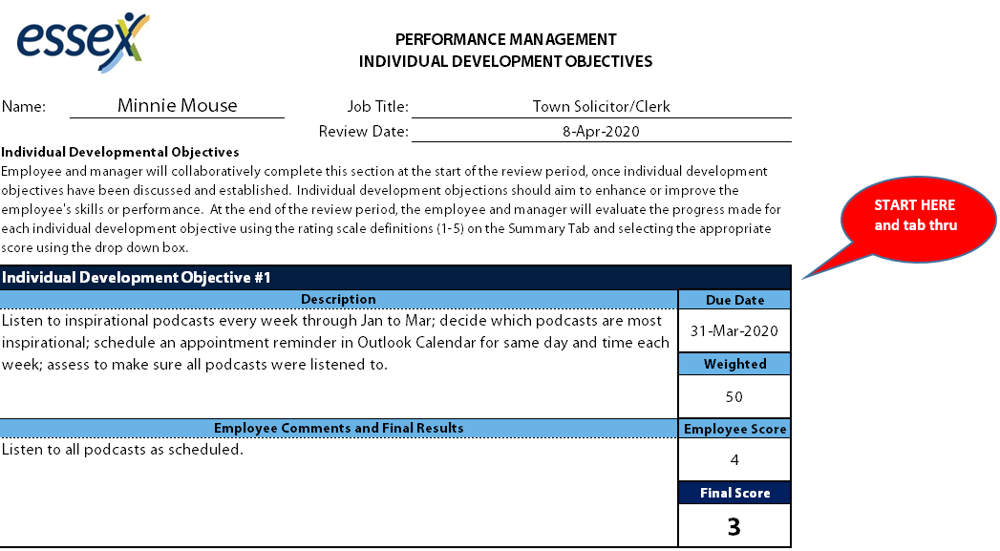 essex
PERFORMANCE MANAGEMENT
INDIVIDUAL DEVELOPMENT OBJECTIVES
Name: Minnie Mouse Job Title: Town Solicitor/Clerk
Review Date: 8-Apr-2020
Individual Developmental Objectives
Employee and manager will collaboratively complete this section at the start of the review period, once individual development
objectives have been discussed and established. Individual development objections should aim to enhance or improve the
employee's skills or performance. At the end of the review period, the employee and manager will evaluate the progress made for
each individual development objective using the rating scale definitions (1-5) on the Summary Tab and selecting the appropriate
score using the drop down box.
START HERE
and tab thru
Individual Development Objective #1
Description Due Date
Listen to inspirational podcasts every week through Jan to Mar; decide which podcasts are most
inspirational; schedule an appointment reminder in Outlook Calendar for same day and time each
week; assess to make sure all podcasts were listened to.
31-Mar-2020
Weighted
50
Employee Comments and Final Results Employee Score
Listen to all podcasts as scheduled.
4
Final Score
3